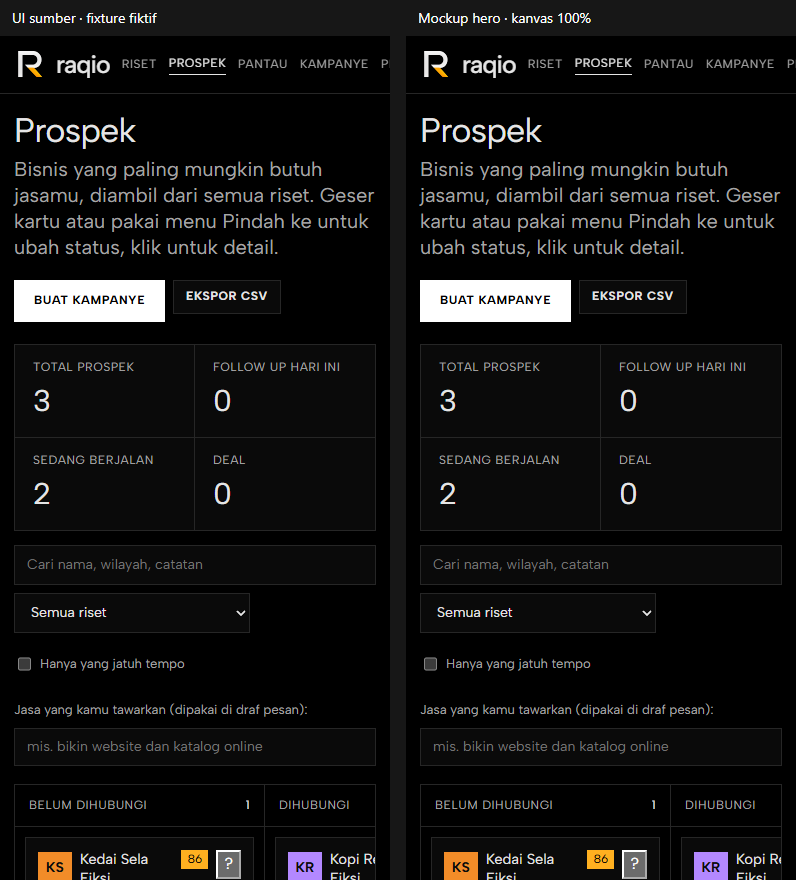 UI sumber · fixture fiktif
raqio RISET PROSPEK PANTAU KAMPANYE P
Prospek
Bisnis yang paling mungkin butuh
jasamu, diambil dari semua riset. Geser
kartu atau pakai menu Pindah ke untuk
ubah status, klik untuk detail.
BUAT KAMPANYE EKSPOR CSV
TOTAL PROSPEK FOLLOW UP HARI INI
3 0
SEDANG BERJALAN DEAL
2 0
Cari nama, wilayah, catatan
Semua riset
Hanya yang jatuh tempo
Jasa yang kamu tawarkan (dipakai di draf pesan):
mis. bikin website dan katalog online
BELUM DIHUBUNGI 1 DIHUBUNGI
KS Kedai Sela 86 ? KR Kopi Re
Fiksi Fiksi
Mockup hero · kanvas 100%
raqio RISET PROSPEK PANTAU KAMPANYE P
Prospek
Bisnis yang paling mungkin butuh
jasamu, diambil dari semua riset. Geser
kartu atau pakai menu Pindah ke untuk
ubah status, klik untuk detail.
BUAT KAMPANYE EKSPOR CSV
TOTAL PROSPEK FOLLOW UP HARI INI
3 0
SEDANG BERJALAN DEAL
2 0
Cari nama, wilayah, catatan
Semua riset
Hanya yang jatuh tempo
Jasa yang kamu tawarkan (dipakai di draf pesan):
mis. bikin website dan katalog online
BELUM DIHUBUNGI 1 DIHUBUNGI
KS Kedai Sela 86 ? KR Kopi Re
Fiksi Fiksi